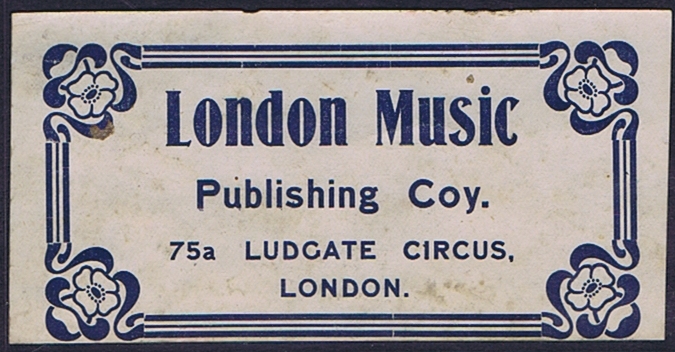 London Music
Publishing Coy.
75a LUDGATE CIRCUS,
LONDON.